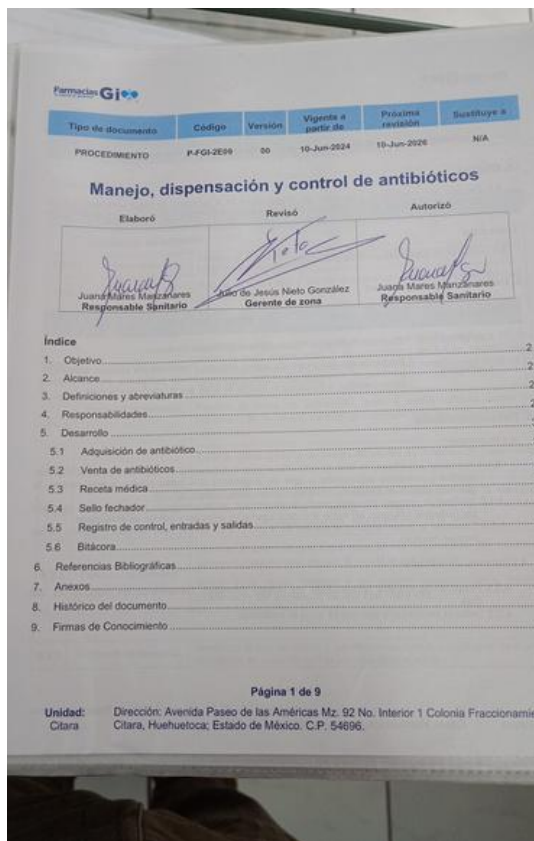 Farmacias Gi
Tipo de documento Código Versión Vigente a partir de Próxima revisión Sustituye a
PROCEDIMIENTO P-FGI-2E09 00 10-Jun-2024 10-Jun-2026 N/A
Manejo, dispensación y control de antibióticos
Elaboró Revisó Autorizó
Juana Mares Manzanares Julio de Jesús Nieto González Juana Mares Manzanares
Responsable Sanitario Gerente de zona Responsable Sanitario
Índice
1. Objetivo 2
2. Alcance 2
3. Definiciones y abreviaturas 2
4. Responsabilidades 2
5. Desarrollo
5.1 Adquisición de antibiótico
5.2 Venta de antibióticos
5.3 Receta médica
5.4 Sello fechador
5.5 Registro de control, entradas y salidas
5.6 Bitácora
6. Referencias Bibliográficas
7. Anexos
8. Histórico del documento
9. Firmas de Conocimiento
Página 1 de 9
Unidad: Dirección: Avenida Paseo de las Américas Mz. 92 No. Interior 1 Colonia
Citara Citara, Huehuetoca; Estado de México. C.P. 54696.